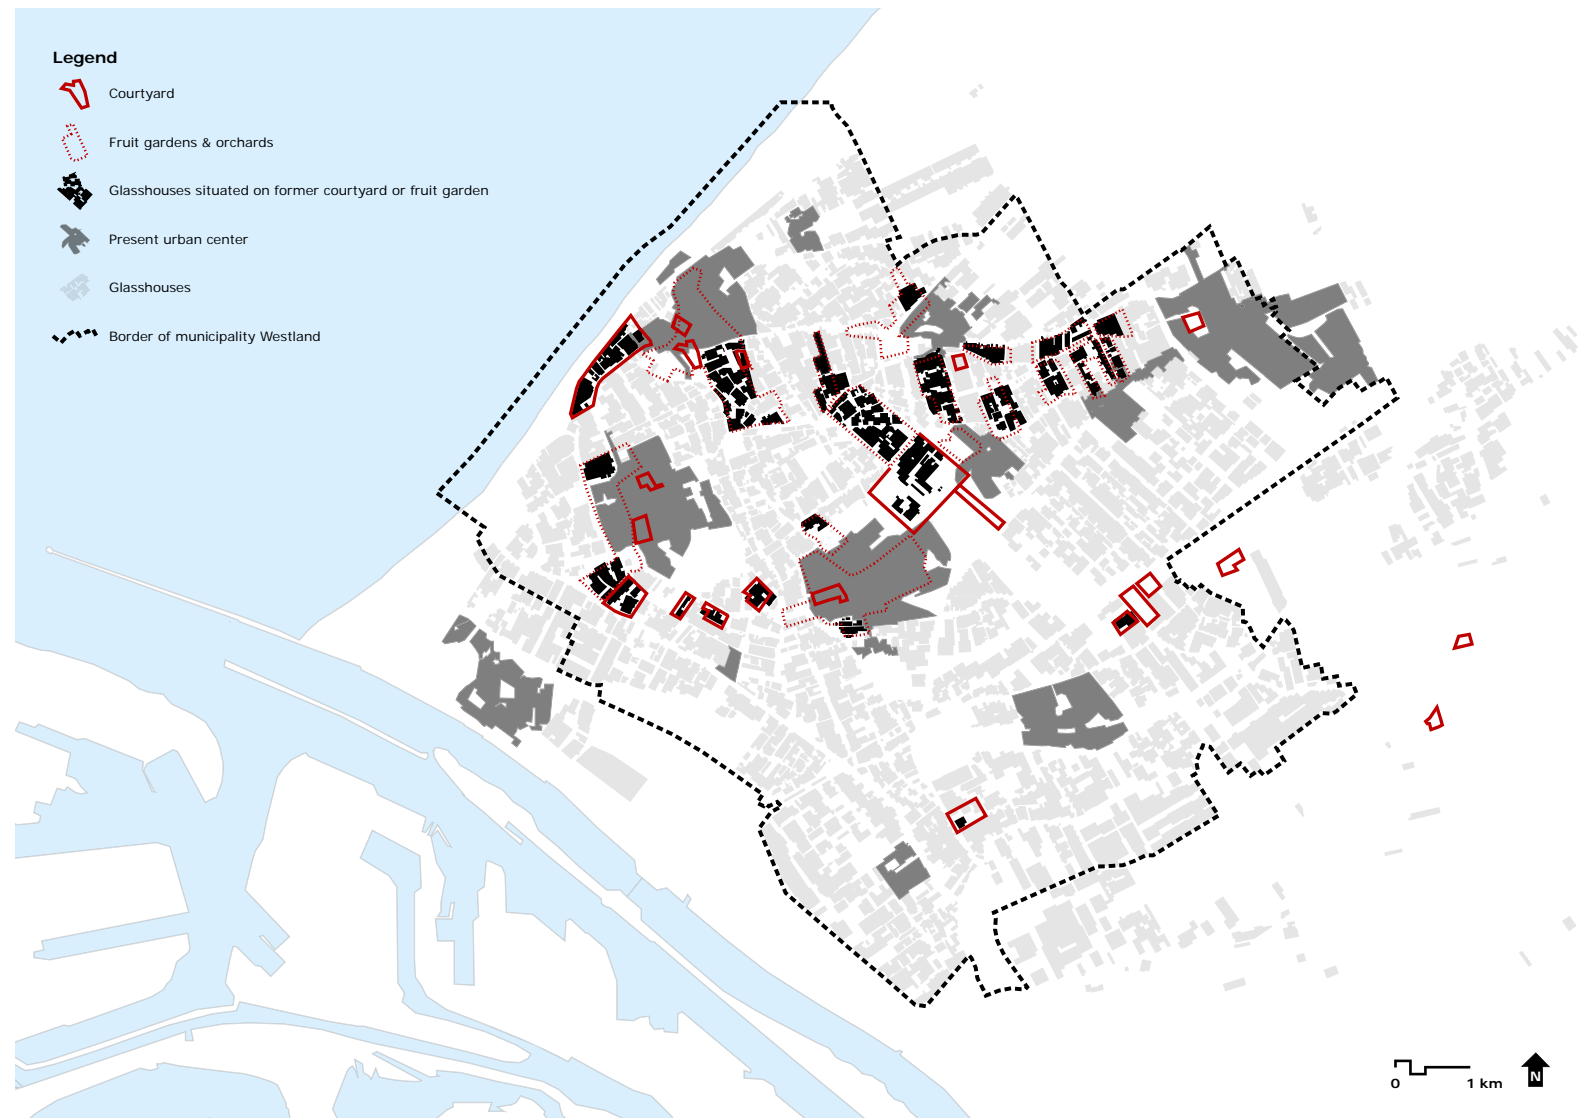 Legend
Courtyard
Fruit gardens & orchards
Glasshouses situated on former courtyard or fruit garden
Present urban center
Glasshouses
Border of municipality Westland
0 1 km
N